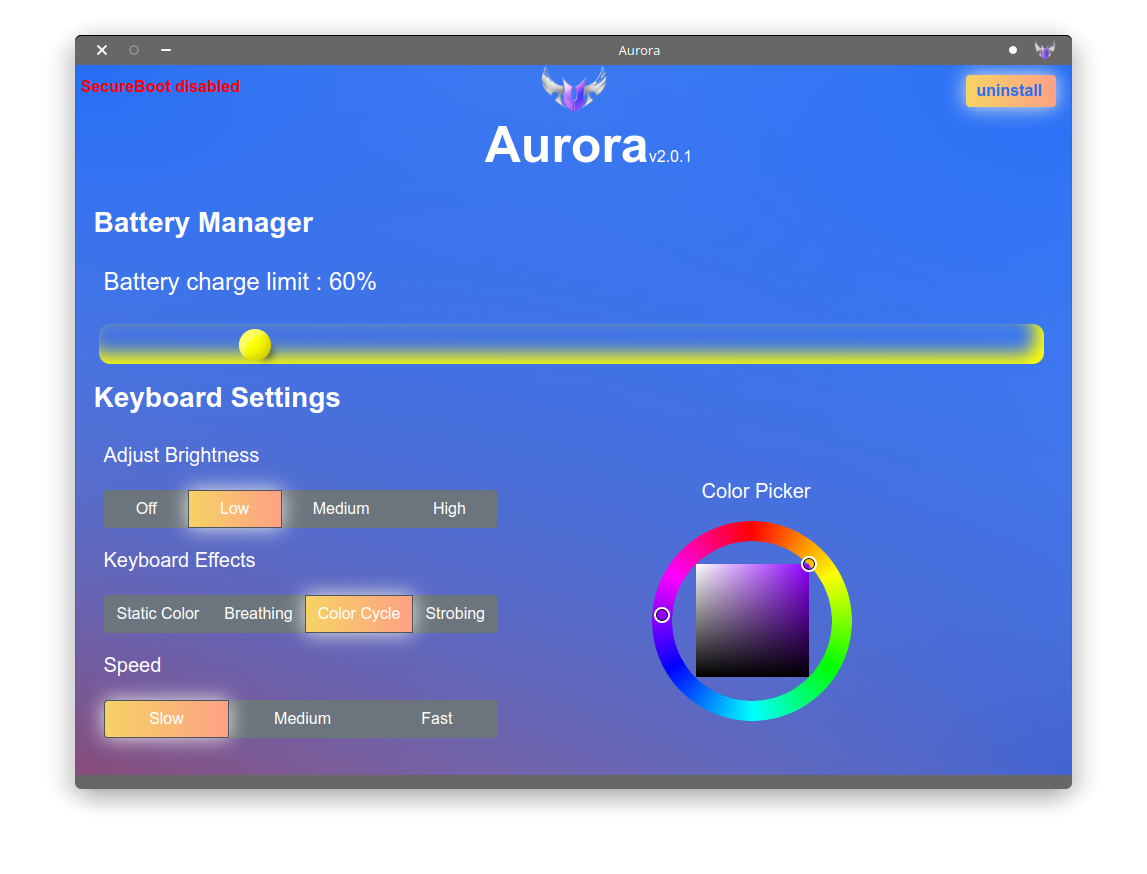 Aurora
SecureBoot disabled
uninstall
Aurora v2.0.1
Battery Manager
Battery charge limit : 60%
Keyboard Settings
Adjust Brightness
Off Low Medium High
Keyboard Effects
Static Color Breathing Color Cycle Strobing
Speed
Slow Medium Fast
Color Picker